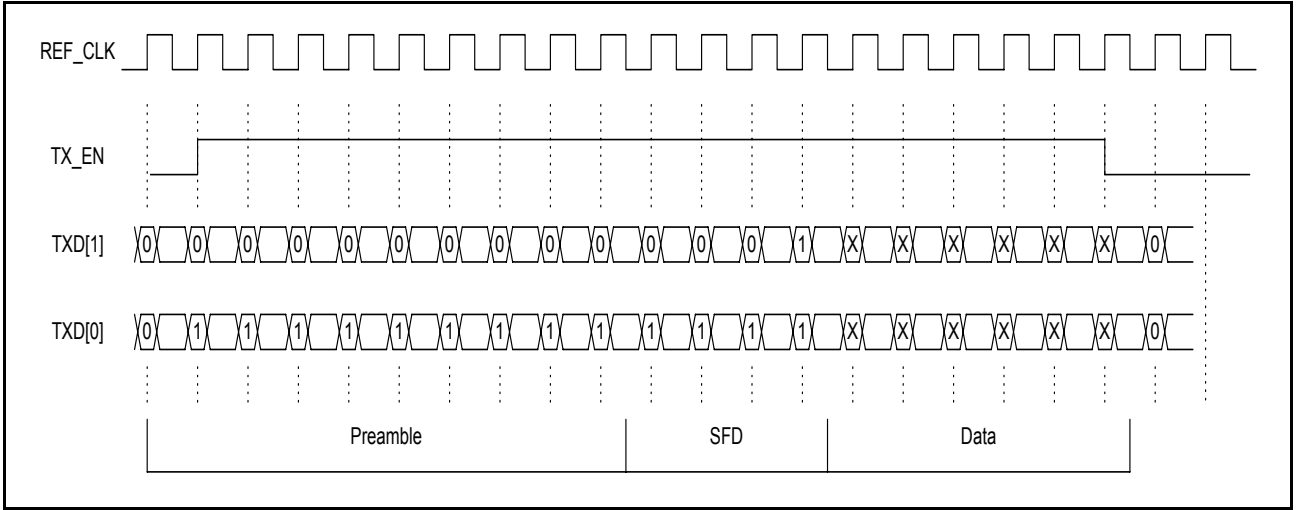 REF_CLK
TX_EN
TXD[1] 0 0 0 0 0 0 0 0 0 0 0 0 0 1 X X X X X X 0
TXD[0] 0 1 1 1 1 1 1 1 1 1 1 1 1 1 X X X X X X 0
Preamble SFD Data